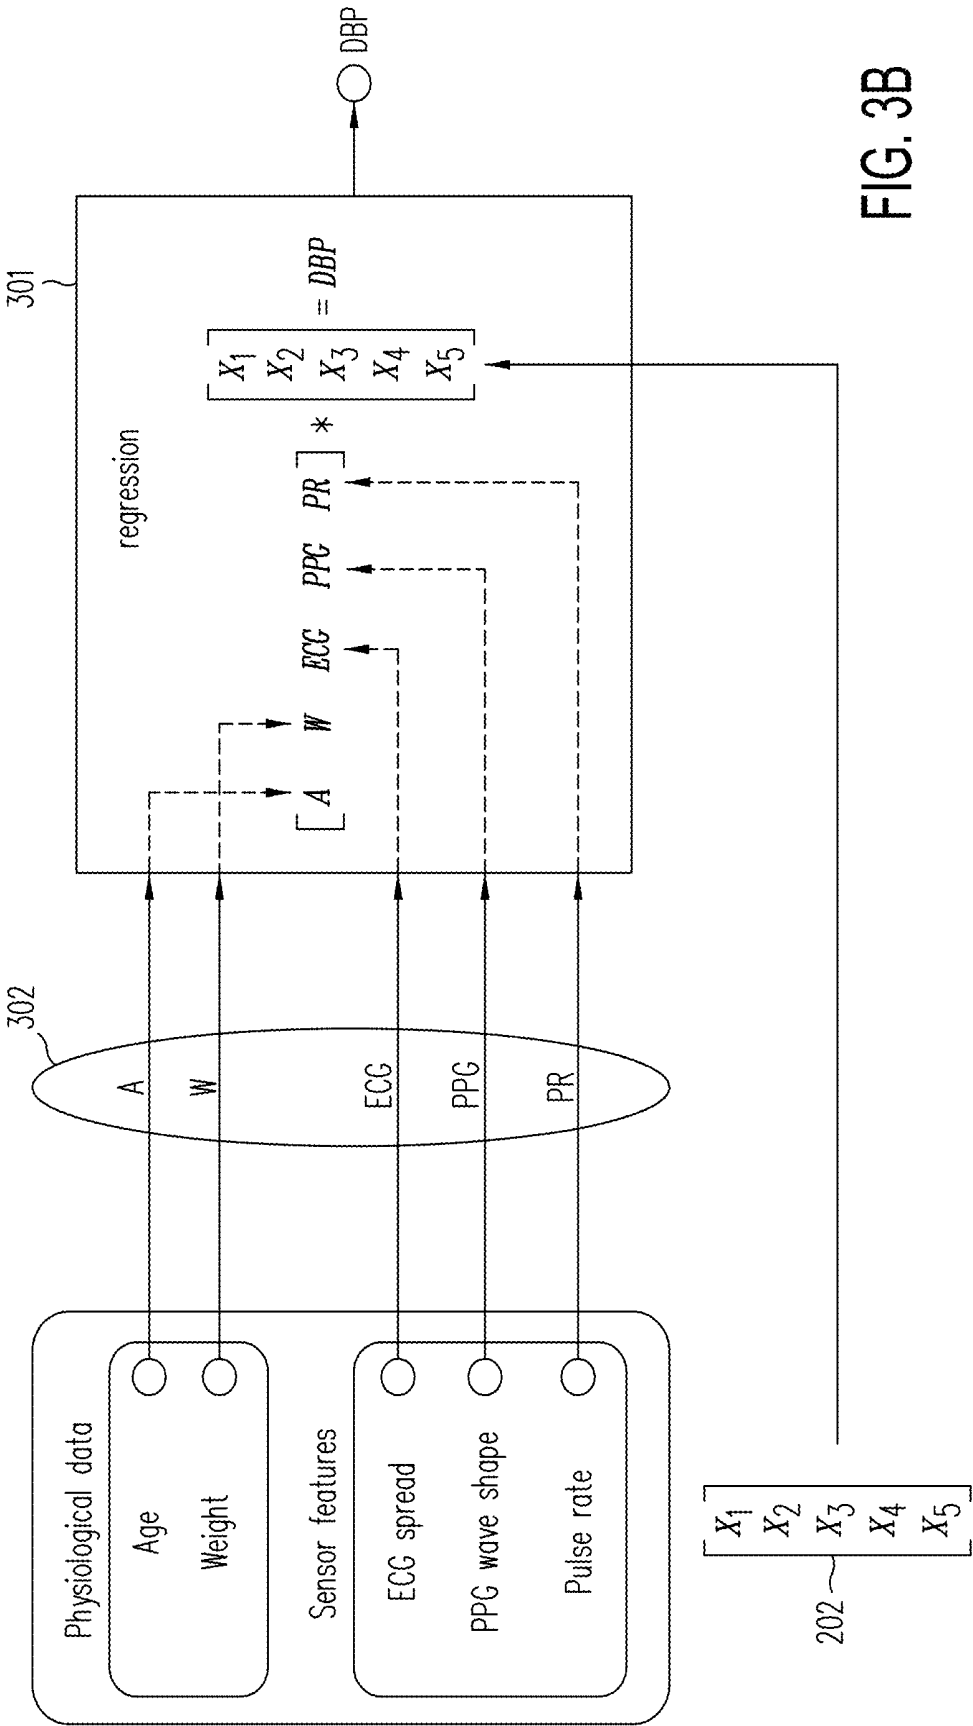 Physiological data
Age
Weight
Sensor features
ECG spread
PPG wave shape
Pulse rate
302
A
W
ECG
PPG
PR
301
regression
[ A W ECG PPG PR ] * [ X1 X2 X3 X4 X5 ] = DBP
DBP
202
X1
X2
X3
X4
X5
FIG. 3B